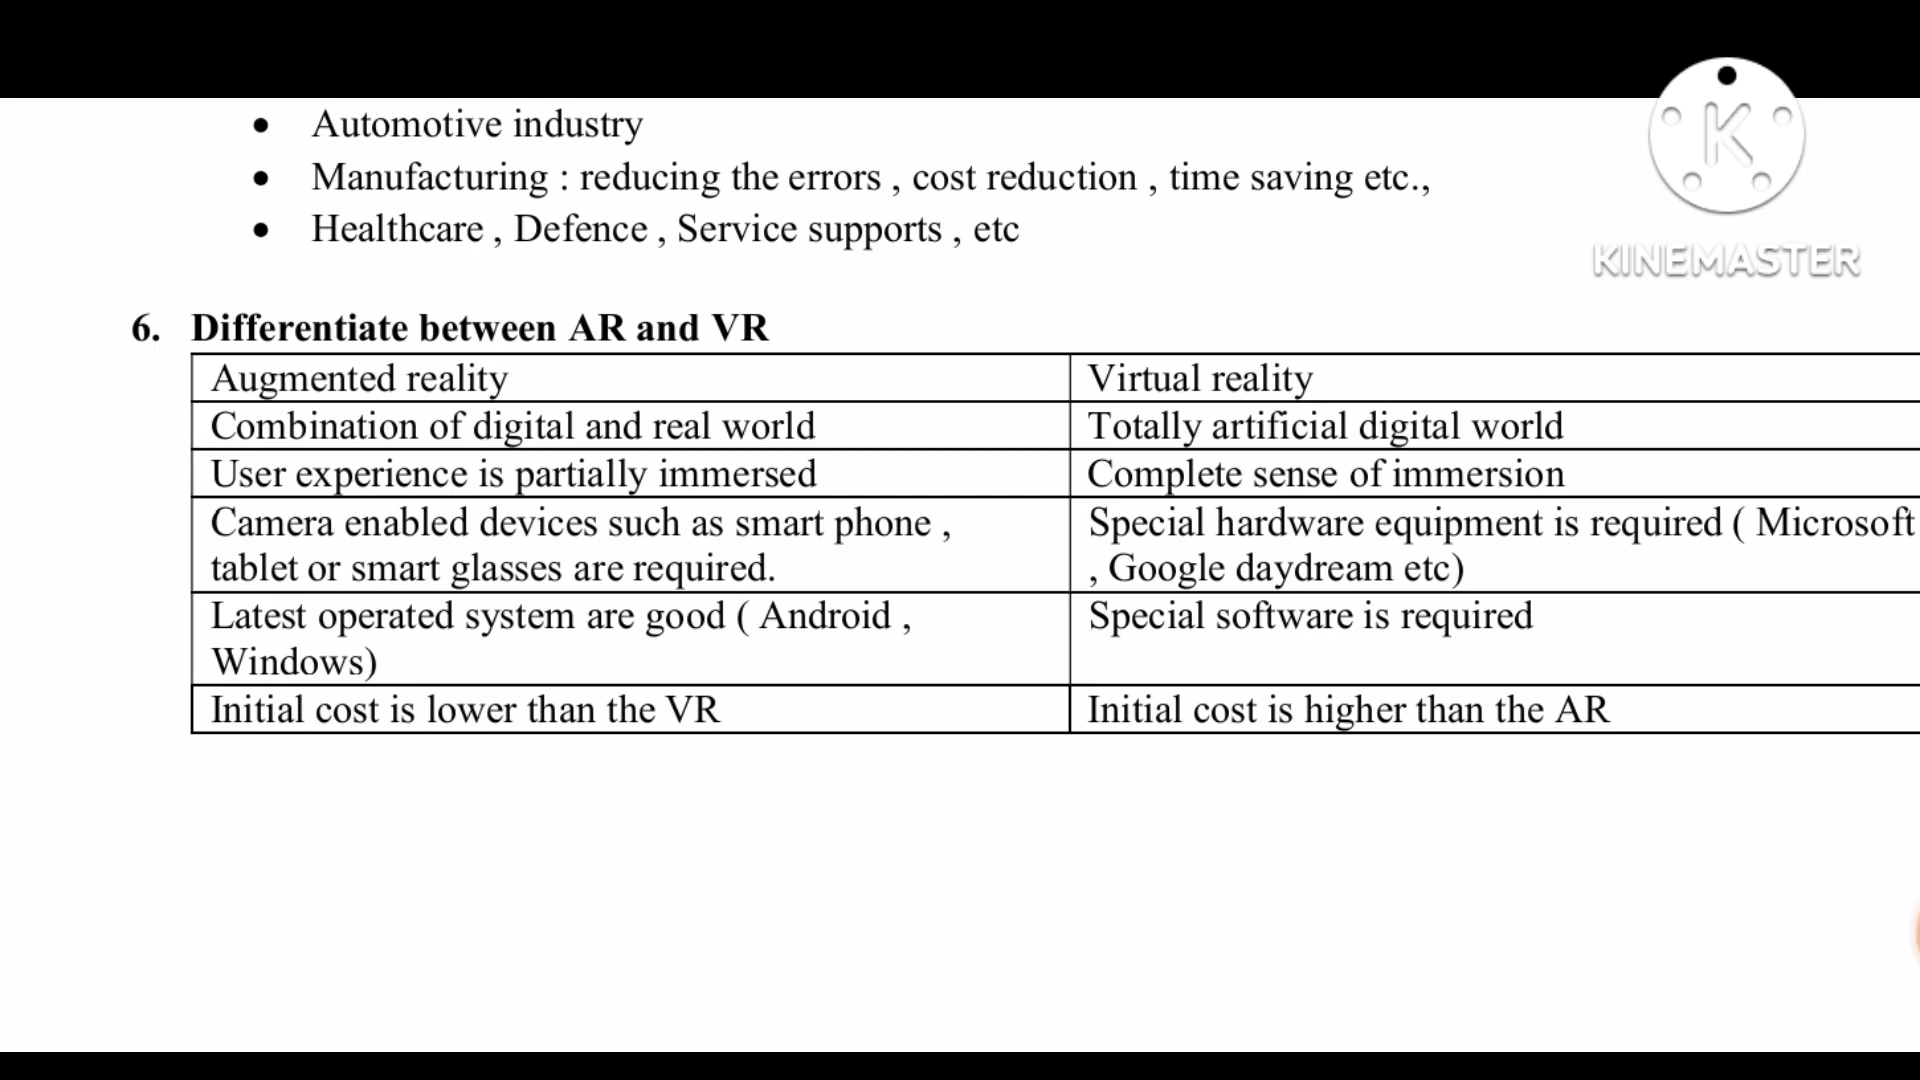 • Automotive industry
• Manufacturing : reducing the errors , cost reduction , time saving etc.,
• Healthcare , Defence , Service supports , etc
K
KINEMASTER
6. Differentiate between AR and VR
Augmented reality
Virtual reality
Combination of digital and real world
Totally artificial digital world
User experience is partially immersed
Complete sense of immersion
Camera enabled devices such as smart phone ,
tablet or smart glasses are required.
Special hardware equipment is required ( Microsoft
, Google daydream etc)
Latest operated system are good ( Android ,
Windows)
Special software is required
Initial cost is lower than the VR
Initial cost is higher than the AR